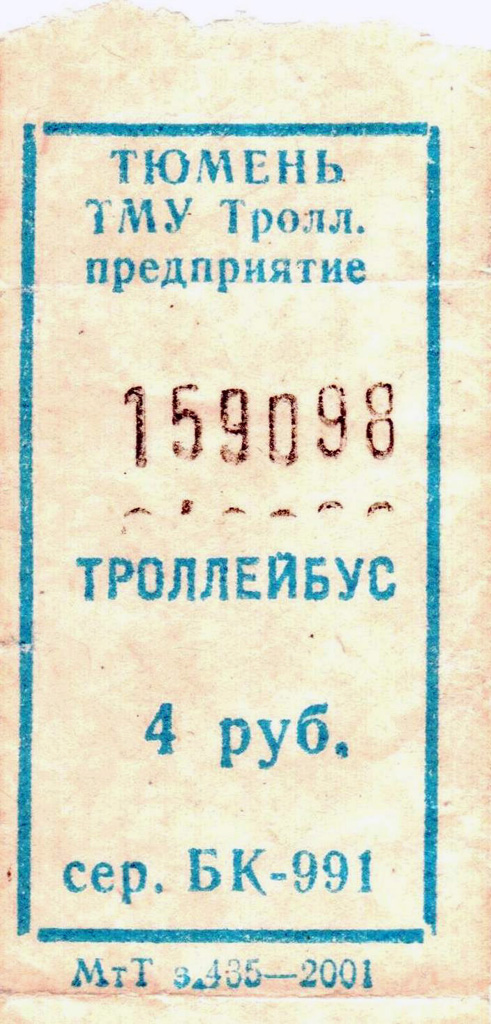 ТЮМЕНЬ
ТМУ Тролл.
предприятие
159098
ТРОЛЛЕЙБУС
4 руб.
сер. БК-991
МтТ з.435—2001